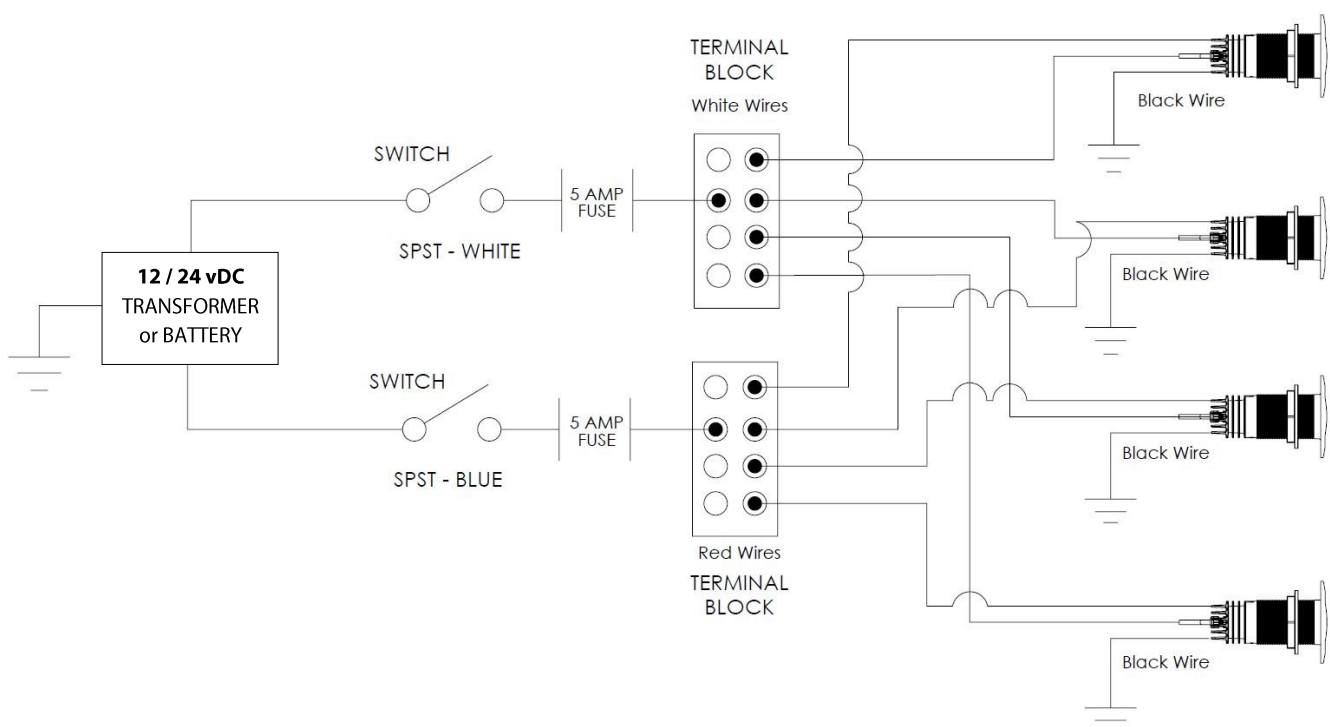 TERMINAL
BLOCK
White Wires
Black Wire
SWITCH
5 AMP
FUSE
SPST - WHITE
12 / 24 vDC
TRANSFORMER
or BATTERY
Black Wire
SWITCH
5 AMP
FUSE
SPST - BLUE
Black Wire
Red Wires
TERMINAL
BLOCK
Black Wire